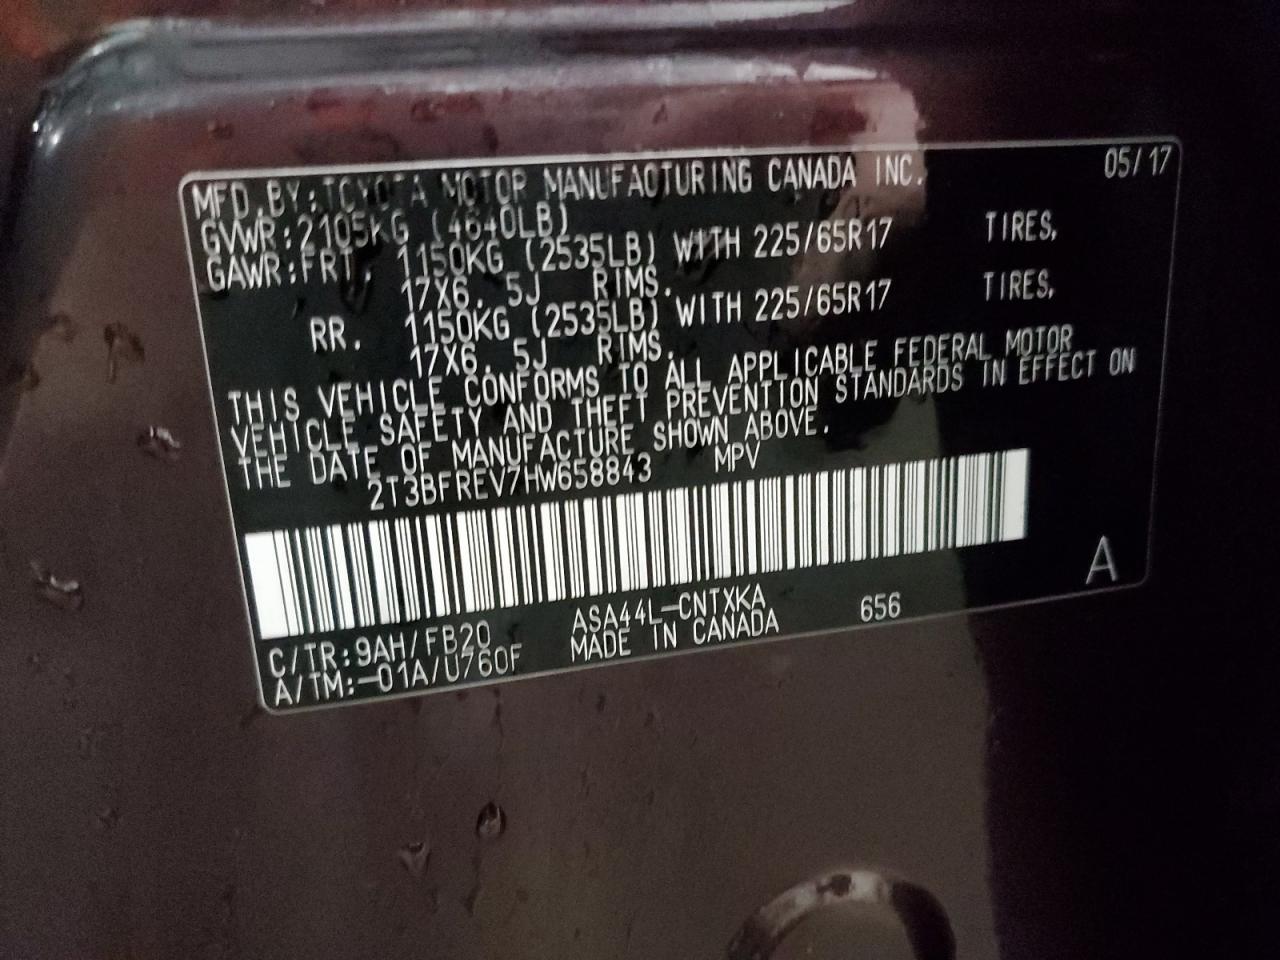 MFD.BY:TOYOTA MOTOR MANUFACTURING CANADA INC. 05/17
GVWR:2105KG (4640LB)
GAWR:FRT. 1150KG (2535LB) WITH 225/65R17 TIRES,
17X6.5J RIMS.
RR. 1150KG (2535LB) WITH 225/65R17 TIRES,
17X6.5J RIMS.
THIS VEHICLE CONFORMS TO ALL APPLICABLE FEDERAL MOTOR
VEHICLE SAFETY AND THEFT PREVENTION STANDARDS IN EFFECT ON
THE DATE OF MANUFACTURE SHOWN ABOVE.
2T3BFREV7HW658843 MPV
C/TR:9AH/FB20 ASA44L-CNTXKA 656 A
A/TM:-01A/U760F MADE IN CANADA